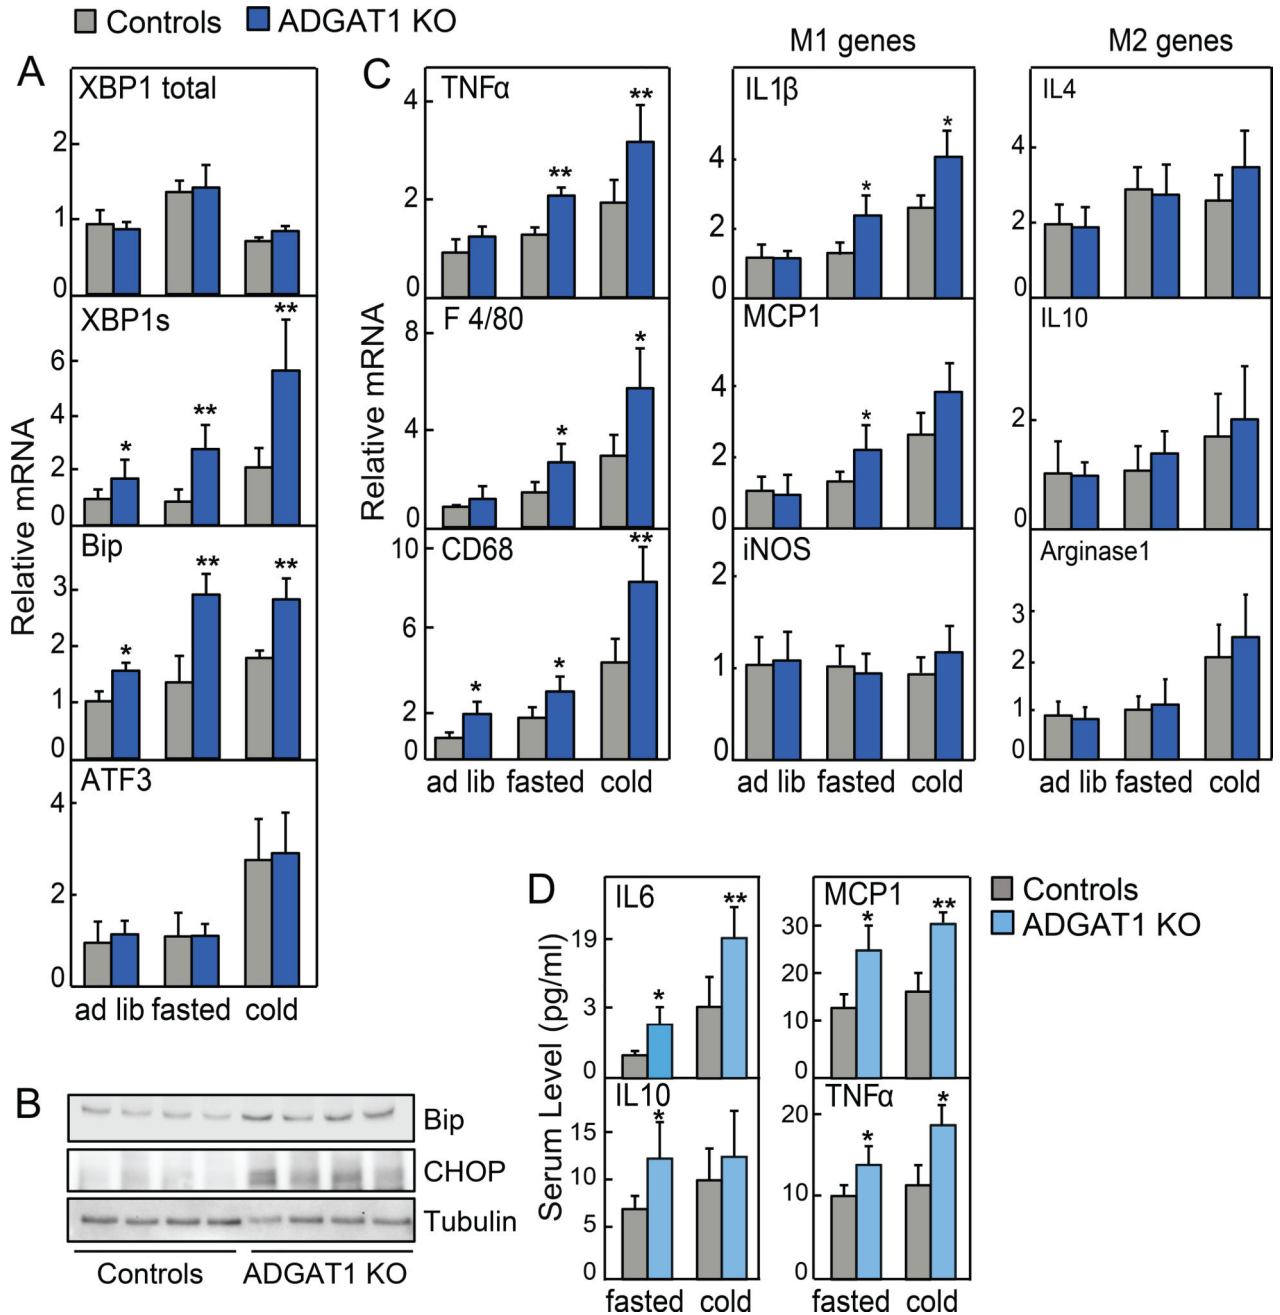 Controls ADGAT1 KO
A
XBP1 total
2
1
0
XBP1s
**
**
*
6
4
2
0
Bip
**
**
*
3
2
1
0
ATF3
4
2
0
Relative mRNA
ad lib fasted cold
B
Bip
CHOP
Tubulin
Controls ADGAT1 KO
C
TNFα
**
**
4
2
0
F 4/80
*
*
8
4
0
CD68
**
*
*
10
6
2
0
Relative mRNA
ad lib fasted cold
M1 genes
IL1β
*
*
4
2
0
MCP1
*
4
2
0
iNOS
2
1
0
ad lib fasted cold
M2 genes
IL4
4
2
0
IL10
2
0
Arginase1
3
2
1
0
ad lib fasted cold
D
IL6
**
*
19
3
0
IL10
*
15
10
5
0
Serum Level (pg/ml)
fasted cold
MCP1
*
**
30
20
10
0
TNFα
*
*
20
10
0
fasted cold
Controls
ADGAT1 KO